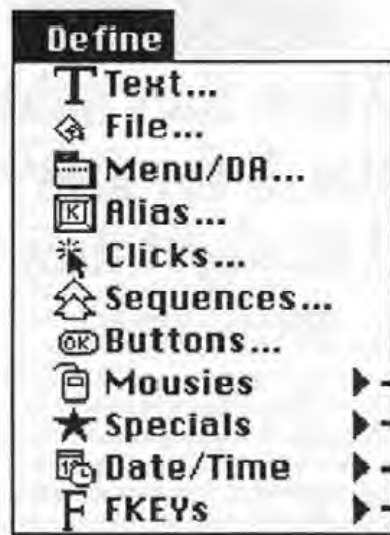 Define
Text...
File...
Menu/DA...
Alias...
Clicks...
Sequences...
Buttons...
Mousies
Specials
Date/Time
FKEYs